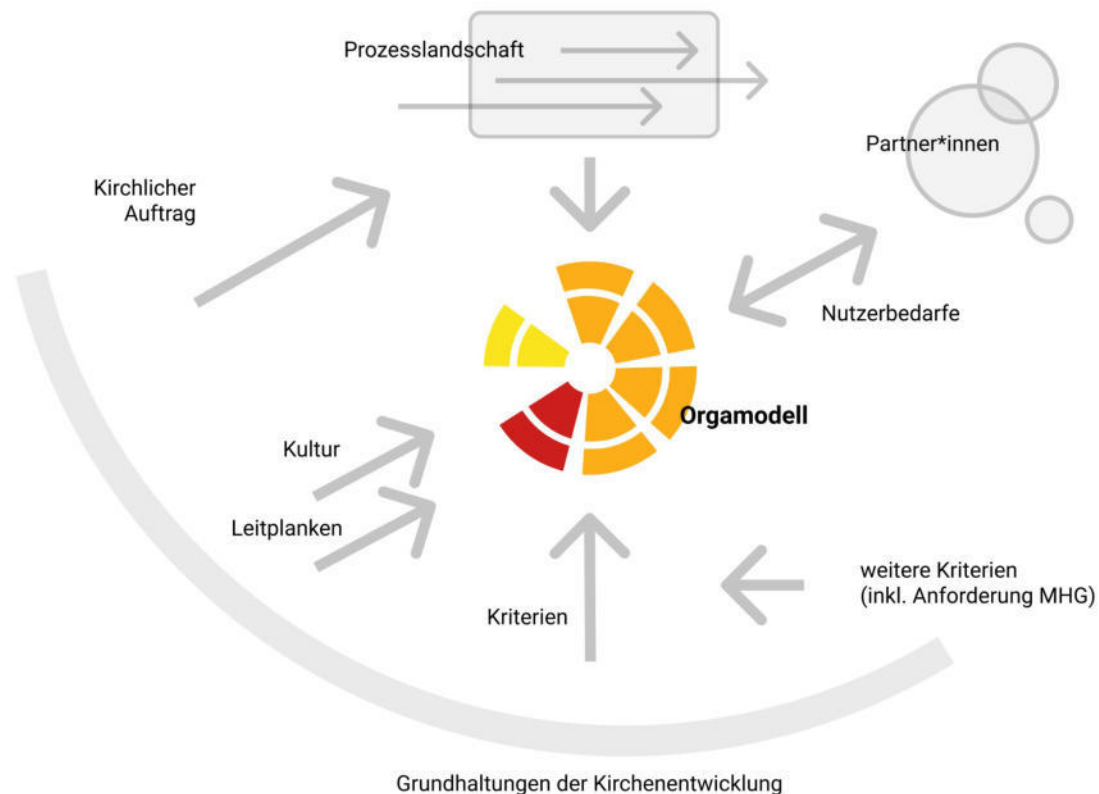 Prozesslandschaft
Partner*innen
Kirchlicher
Auftrag
Nutzerbedarfe
Orgamodell
Kultur
Leitplanken
weitere Kriterien
(inkl. Anforderung MHG)
Kriterien
Grundhaltungen der Kirchenentwicklung